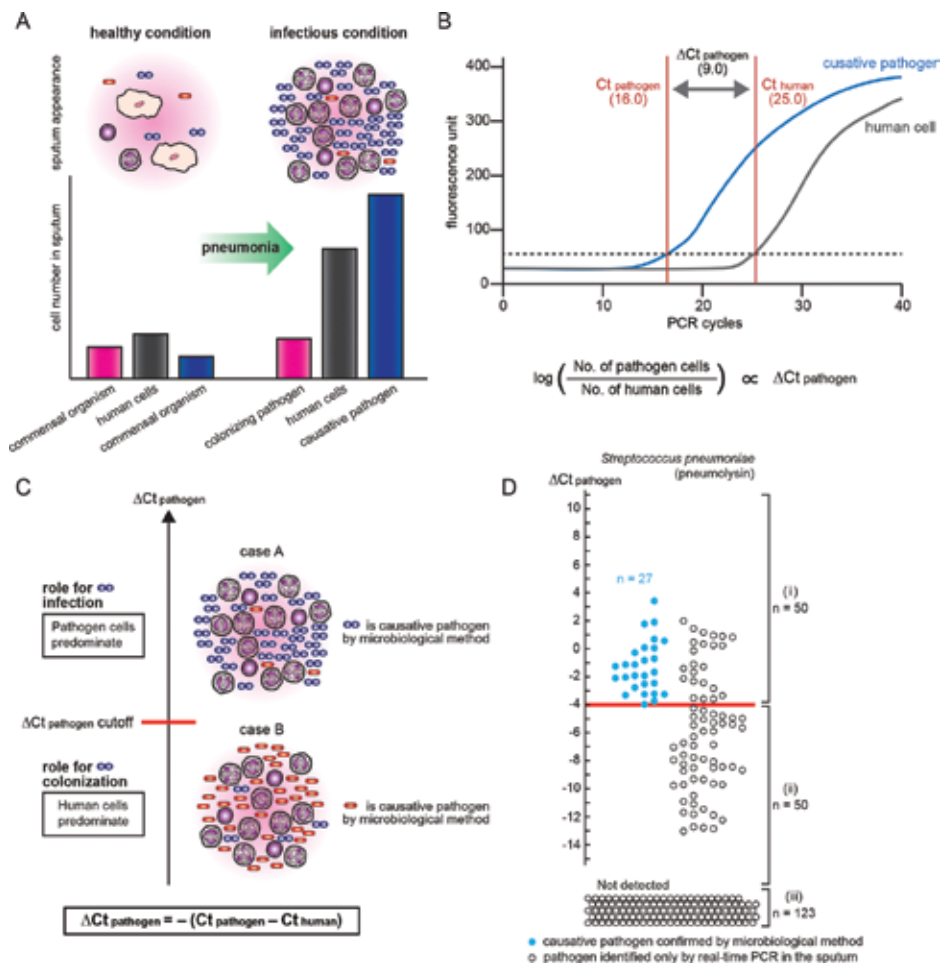 A
healthy condition
infectious condition
sputum appearance
cell number in sputum
pneumonia
commensal organism
human cells
commensal organism
colonizing pathogen
human cells
causative pathogen
B
ΔCt pathogen
(9.0)
Ct pathogen
(16.0)
Ct human
(25.0)
cusative pathogen
human cell
fluorescence unit
400
300
200
100
0
0
10
20
30
40
PCR cycles
log ( No. of pathogen cells / No. of human cells ) ∝ ΔCt pathogen
C
ΔCt pathogen
case A
role for
infection
Pathogen cells
predominate
is causative pathogen
by microbiological method
ΔCt pathogen cutoff
case B
role for
colonization
Human cells
predominate
is causative pathogen
by microbiological method
ΔCt pathogen = − (Ct pathogen − Ct human)
D
Streptococcus pneumoniae
(pneumolysin)
ΔCt pathogen
10
8
6
4
2
0
-2
-4
-6
-8
-10
-12
-14
n = 27
(i)
n = 50
(ii)
n = 50
Not detected
(iii)
n = 123
causative pathogen confirmed by microbiological method
pathogen identified only by real-time PCR in the sputum